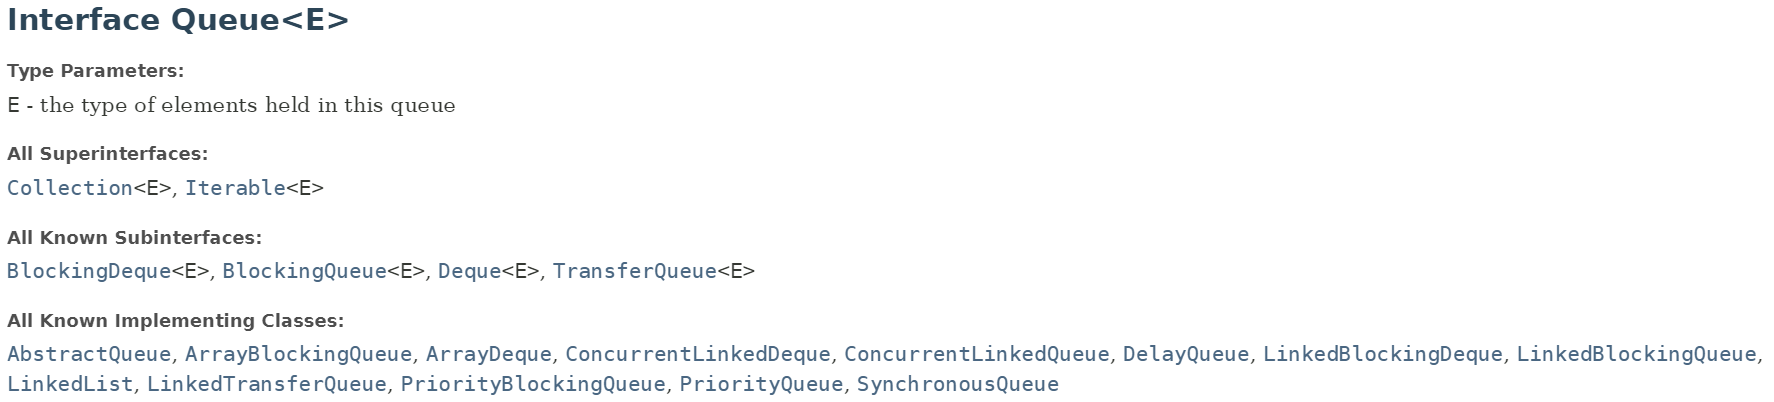 Interface Queue<E>
Type Parameters:
E - the type of elements held in this queue
All Superinterfaces:
Collection<E>, Iterable<E>
All Known Subinterfaces:
BlockingDeque<E>, BlockingQueue<E>, Deque<E>, TransferQueue<E>
All Known Implementing Classes:
AbstractQueue, ArrayBlockingQueue, ArrayDeque, ConcurrentLinkedDeque, ConcurrentLinkedQueue, DelayQueue, LinkedBlockingDeque, LinkedBlockingQueue,
LinkedList, LinkedTransferQueue, PriorityBlockingQueue, PriorityQueue, SynchronousQueue